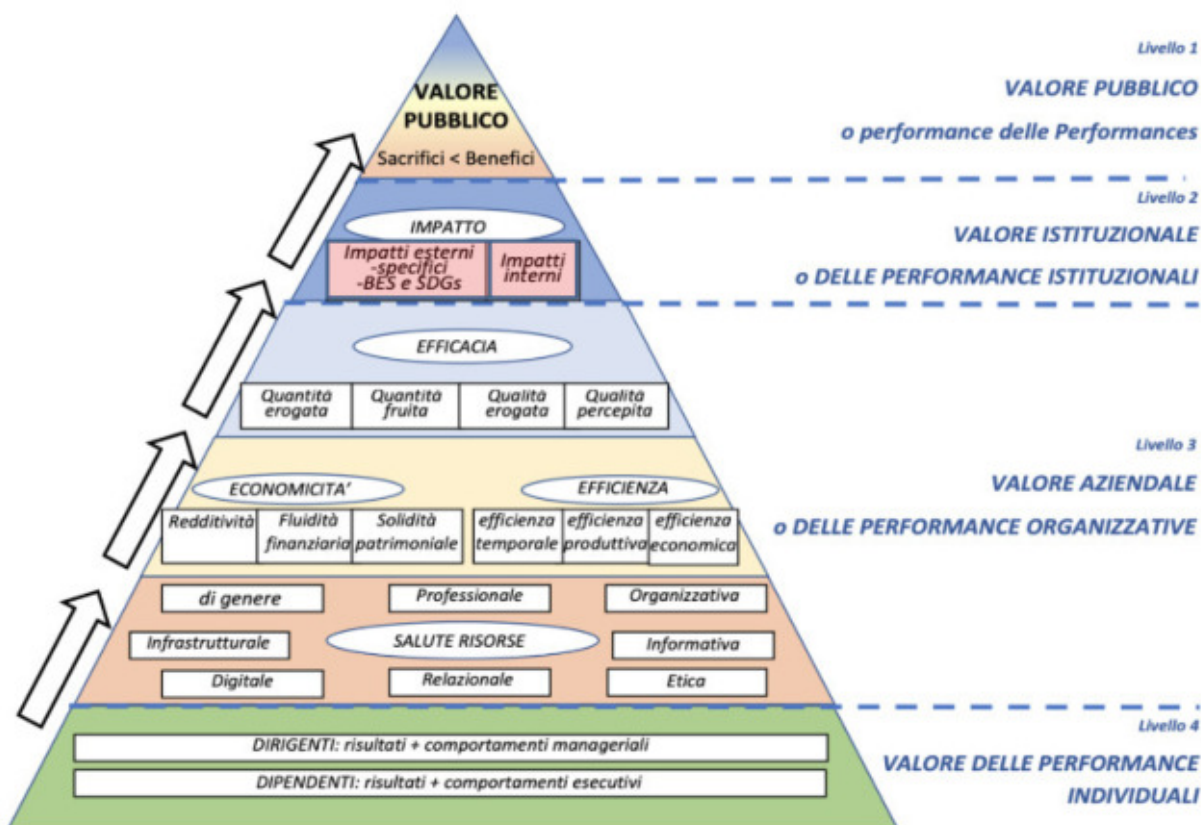 Livello 1
VALORE PUBBLICO
o performance delle Performances
VALORE
PUBBLICO
Sacrifici < Benefici
Livello 2
VALORE ISTITUZIONALE
o DELLE PERFORMANCE ISTITUZIONALI
IMPATTO
Impatti esterni
-specifici
-BES e SDGs
Impatti
interni
EFFICACIA
Quantità
erogata
Quantità
fruita
Qualità
erogata
Qualità
percepita
Livello 3
VALORE AZIENDALE
o DELLE PERFORMANCE ORGANIZZATIVE
ECONOMICITA'
EFFICIENZA
Redditività
Fluidità
finanziaria
Solidità
patrimoniale
efficienza
temporale
efficienza
produttiva
efficienza
economica
di genere
Professionale
Organizzativa
Infrastrutturale
SALUTE RISORSE
Informativa
Digitale
Relazionale
Etica
Livello 4
VALORE DELLE PERFORMANCE
INDIVIDUALI
DIRIGENTI: risultati + comportamenti manageriali
DIPENDENTI: risultati + comportamenti esecutivi